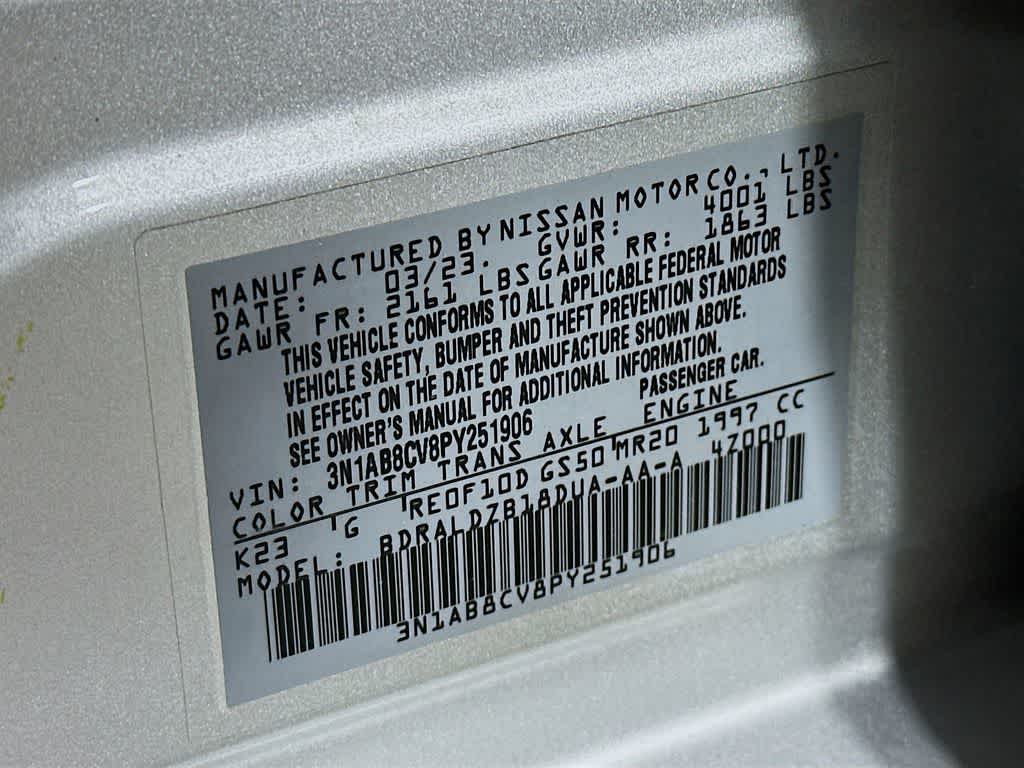 MANUFACTURED BY NISSAN MOTOR CO., LTD.
DATE: 03/23. GVWR: 4001 LBS
GAWR FR: 2161 LBS GAWR RR: 1863 LBS
THIS VEHICLE CONFORMS TO ALL APPLICABLE FEDERAL MOTOR
VEHICLE SAFETY, BUMPER AND THEFT PREVENTION STANDARDS
IN EFFECT ON THE DATE OF MANUFACTURE SHOWN ABOVE.
SEE OWNER'S MANUAL FOR ADDITIONAL INFORMATION.
VIN: 3N1AB8CV8PY251906 PASSENGER CAR.
COLOR TRIM TRANS AXLE ENGINE
K23 G RE0F10D GS50 MR20 1997 CC
MODEL: BDRALDZB18DUA-AA-A 4Z000
3N1AB8CV8PY251906